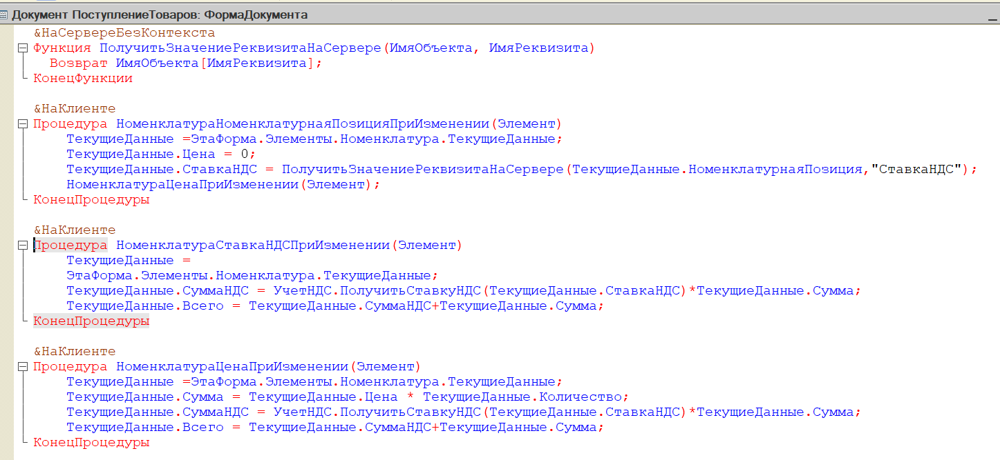 Документ ПоступлениеТоваров: ФормаДокумента
&НаСервереБезКонтекста
Функция ПолучитьЗначениеРеквизитаНаСервере(ИмяОбъекта, ИмяРеквизита)
Возврат ИмяОбъекта[ИмяРеквизита];
КонецФункции
&НаКлиенте
Процедура НоменклатураНоменклатурнаяПозицияПриИзменении(Элемент)
ТекущиеДанные =ЭтаФорма.Элементы.Номенклатура.ТекущиеДанные;
ТекущиеДанные.Цена = 0;
ТекущиеДанные.СтавкаНДС = ПолучитьЗначениеРеквизитаНаСервере(ТекущиеДанные.НоменклатурнаяПозиция,"СтавкаНДС");
НоменклатураЦенаПриИзменении(Элемент);
КонецПроцедуры
&НаКлиенте
Процедура НоменклатураСтавкаНДСПриИзменении(Элемент)
ТекущиеДанные =
ЭтаФорма.Элементы.Номенклатура.ТекущиеДанные;
ТекущиеДанные.СуммаНДС = УчетНДС.ПолучитьСтавкуНДС(ТекущиеДанные.СтавкаНДС)*ТекущиеДанные.Сумма;
ТекущиеДанные.Всего = ТекущиеДанные.СуммаНДС+ТекущиеДанные.Сумма;
КонецПроцедуры
&НаКлиенте
Процедура НоменклатураЦенаПриИзменении(Элемент)
ТекущиеДанные =ЭтаФорма.Элементы.Номенклатура.ТекущиеДанные;
ТекущиеДанные.Сумма = ТекущиеДанные.Цена * ТекущиеДанные.Количество;
ТекущиеДанные.СуммаНДС = УчетНДС.ПолучитьСтавкуНДС(ТекущиеДанные.СтавкаНДС)*ТекущиеДанные.Сумма;
ТекущиеДанные.Всего = ТекущиеДанные.СуммаНДС+ТекущиеДанные.Сумма;
КонецПроцедуры